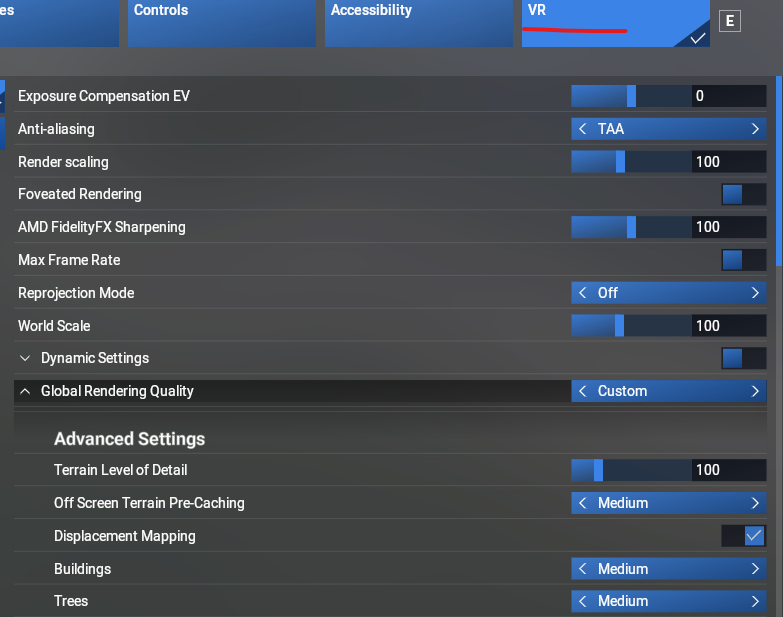 es Controls Accessibility VR E
Exposure Compensation EV 0
Anti-aliasing TAA
Render scaling 100
Foveated Rendering
AMD FidelityFX Sharpening 100
Max Frame Rate
Reprojection Mode Off
World Scale 100
Dynamic Settings
Global Rendering Quality Custom
Advanced Settings
Terrain Level of Detail 100
Off Screen Terrain Pre-Caching Medium
Displacement Mapping
Buildings Medium
Trees Medium